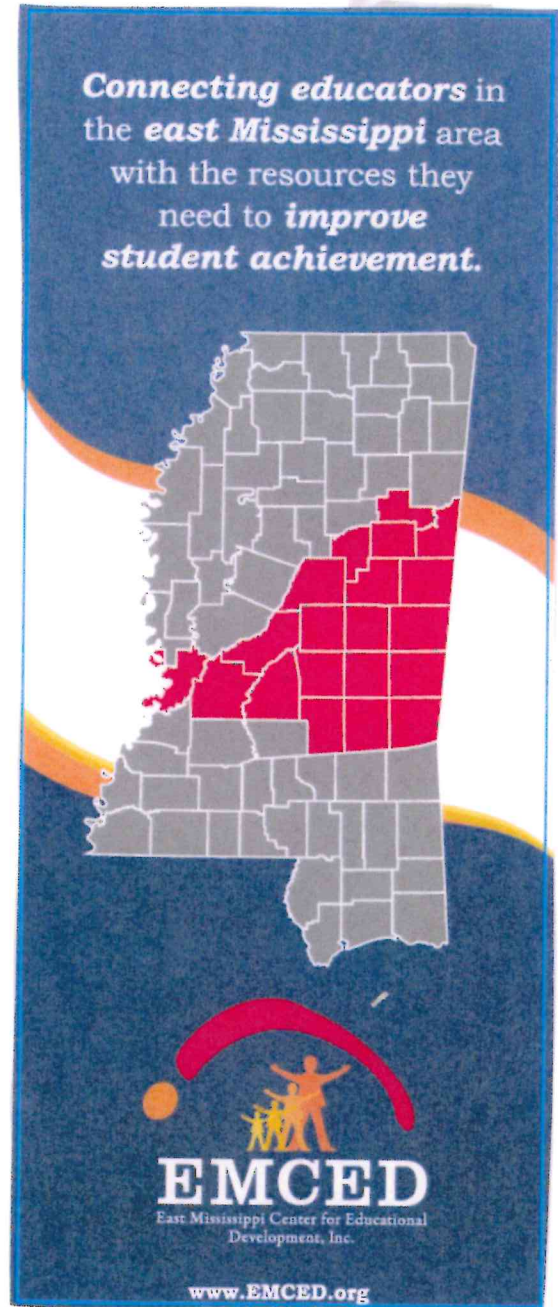 Connecting educators in
the east Mississippi area
with the resources they
need to improve
student achievement.
EMCED
East Mississippi Center for Educational
Development, Inc.
www.EMCED.org